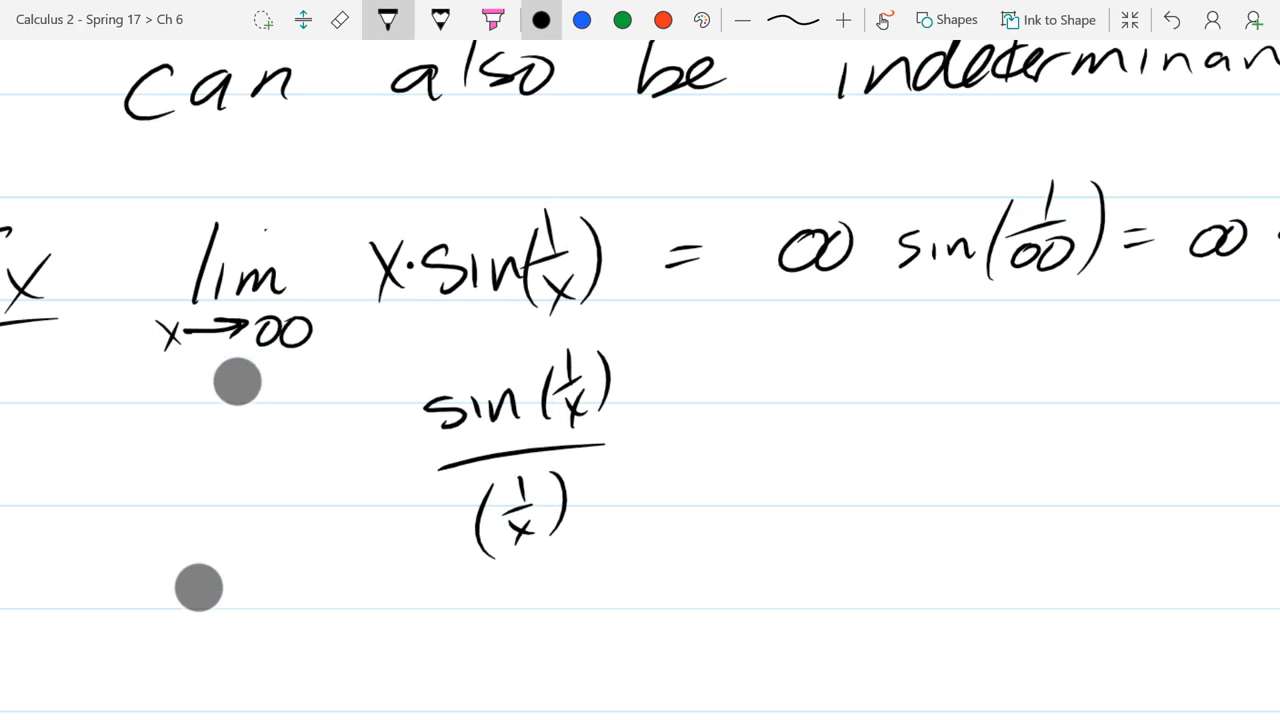 Calculus 2 - Spring 17 > Ch 6 Shapes Ink to Shape
can also be indeterminan
Ex lim x→∞ x·sin(1/x) = ∞ sin(1/∞) = ∞ ·
sin(1/x)
(1/x)